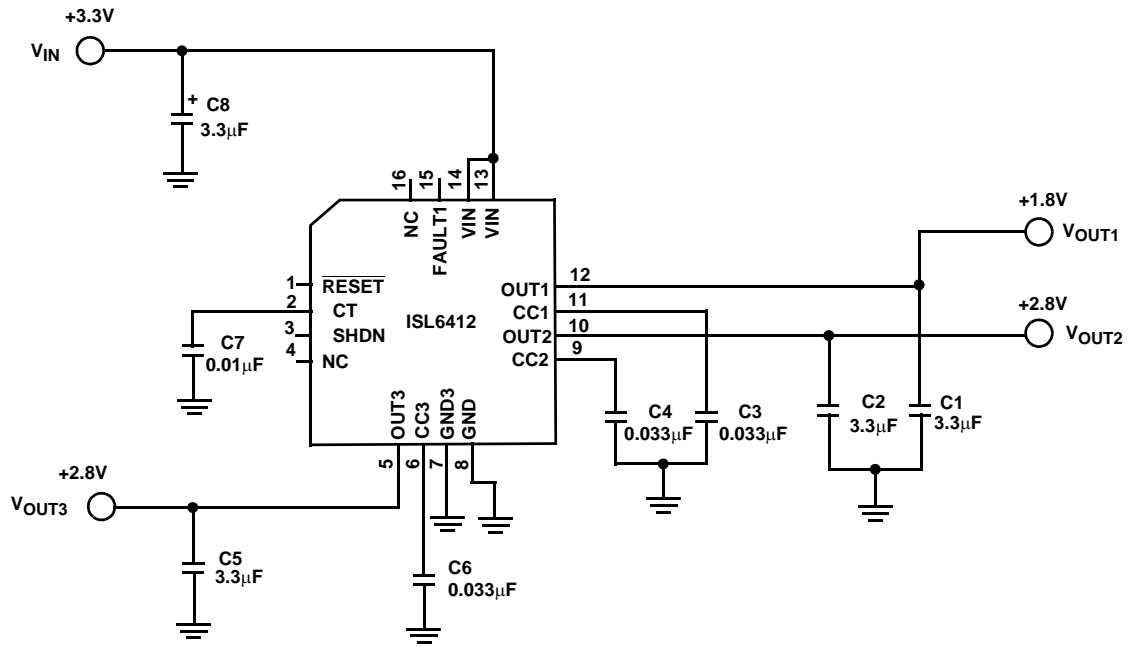 +3.3V
VIN
+ C8
3.3μF
16
15
14
13
NC
FAULT1
VIN
VIN
+1.8V
VOUT1
1
RESET
2
CT
3
SHDN
4
NC
ISL6412
OUT1
12
CC1
11
OUT2
10
CC2
9
+2.8V
VOUT2
C7
0.01μF
OUT3
CC3
GND3
GND
5
6
7
8
C4
0.033μF
C3
0.033μF
C2
3.3μF
C1
3.3μF
+2.8V
VOUT3
C5
3.3μF
C6
0.033μF